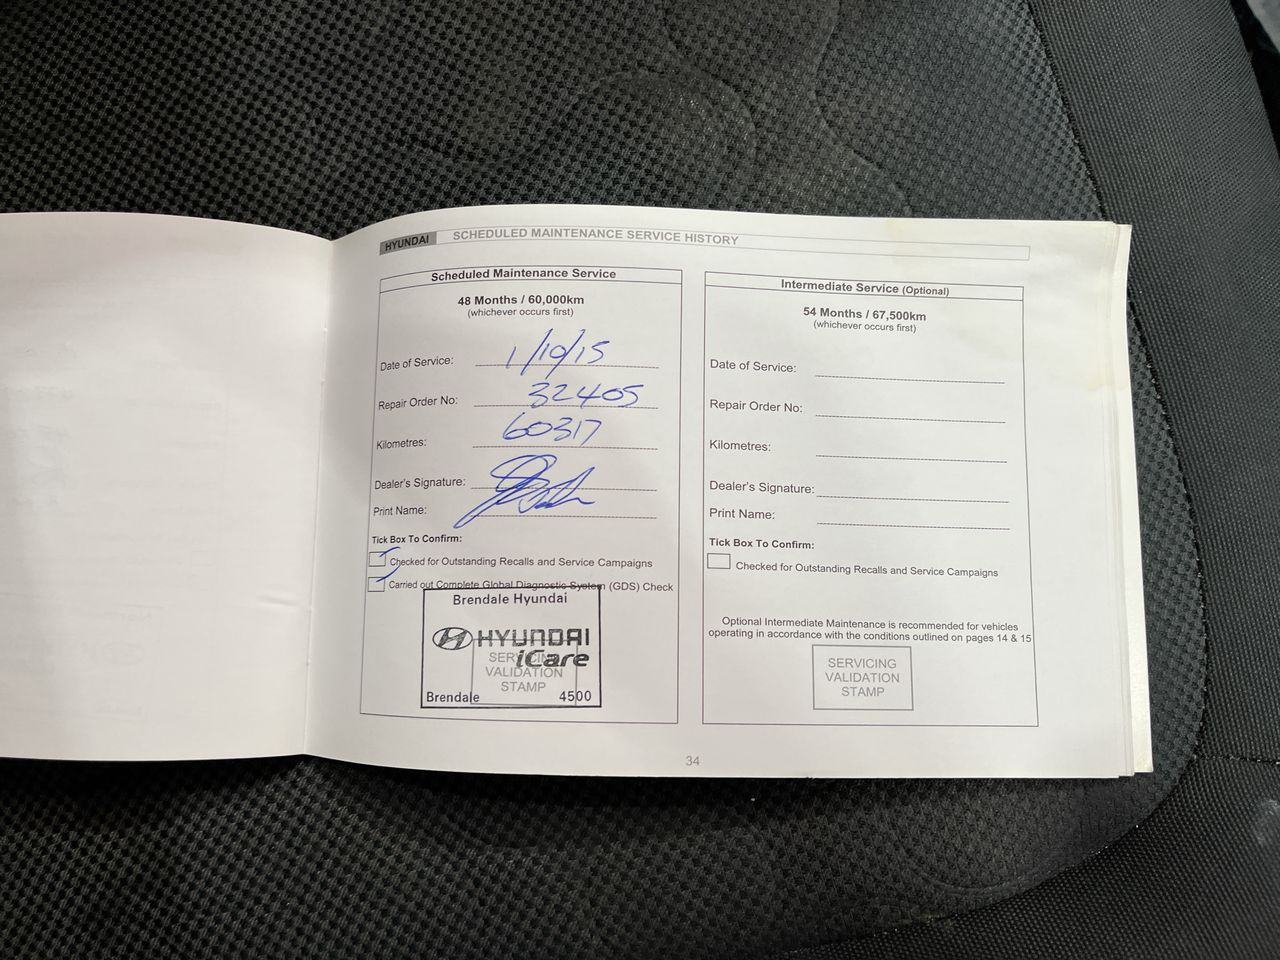 HYUNDAI SCHEDULED MAINTENANCE SERVICE HISTORY
Scheduled Maintenance Service
48 Months / 60,000km
(whichever occurs first)
Date of Service: 1/10/15
Repair Order No: 32405
Kilometres: 60317
Dealer's Signature:
Print Name:
Tick Box To Confirm:
Checked for Outstanding Recalls and Service Campaigns
Carried out Complete Global Diagnostic System (GDS) Check
Brendale Hyundai
HYUNDAI
iCare
SERVICING
VALIDATION
STAMP
Brendale 4500
Intermediate Service (Optional)
54 Months / 67,500km
(whichever occurs first)
Date of Service:
Repair Order No:
Kilometres:
Dealer's Signature:
Print Name:
Tick Box To Confirm:
Checked for Outstanding Recalls and Service Campaigns
Optional Intermediate Maintenance is recommended for vehicles
operating in accordance with the conditions outlined on pages 14 & 15
SERVICING
VALIDATION
STAMP
34